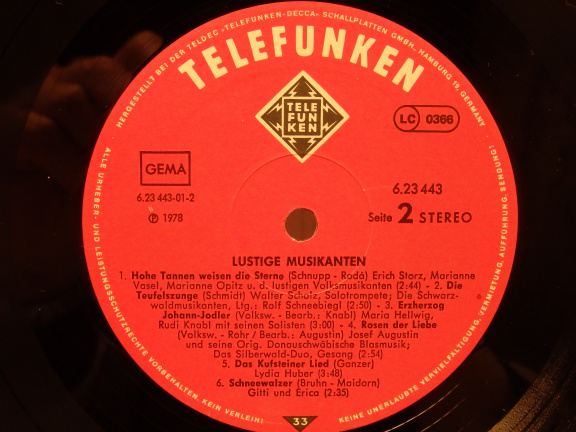 HERGESTELLT BEI DER TELDEC »TELEFUNKEN-DECCA« SCHALLPLATTEN GMBH., HAMBURG 19, GERMANY
TELEFUNKEN
TELE
FUN
KEN
LC 0366
GEMA
6.23 443-01-2
Ⓟ 1978
6.23 443
Seite 2 STEREO
LUSTIGE MUSIKANTEN
1. Hohe Tannen weisen die Sterne (Schnupp - Rodá) Erich Storz, Marianne
Vasel, Marianne Opitz u. d. lustigen Volksmusikanten (2:44) - 2. Die
Teufelszunge (Schmidt) Walter Scholz, Solotrompete; Die Schwarz-
waldmusikanten, Ltg.: Rolf Schneebiegl (2:50) - 3. Erzherzog
Johann-Jodler (Volksw. - Bearb.: Knabl) Maria Hellwig,
Rudi Knabl mit seinen Solisten (3:00) - 4. Rosen der Liebe
(Volksw. - Rohr / Bearb.: Augustin) Josef Augustin
und seine Orig. Donauschwäbische Blasmusik;
Das Silberwald-Duo, Gesang (2:54)
5. Das Kufsteiner Lied (Ganzer)
Lydia Huber (3:48)
6. Schneewalzer (Bruhn - Maidorn)
Gitti und Erica (2:35)
33
ALLE URHEBER- UND LEISTUNGSSCHUTZRECHTE VORBEHALTEN. KEIN VERLEIH!
KEINE UNERLAUBTE VERVIELFÄLTIGUNG, VERMIETUNG, AUFFÜHRUNG, SENDUNG!